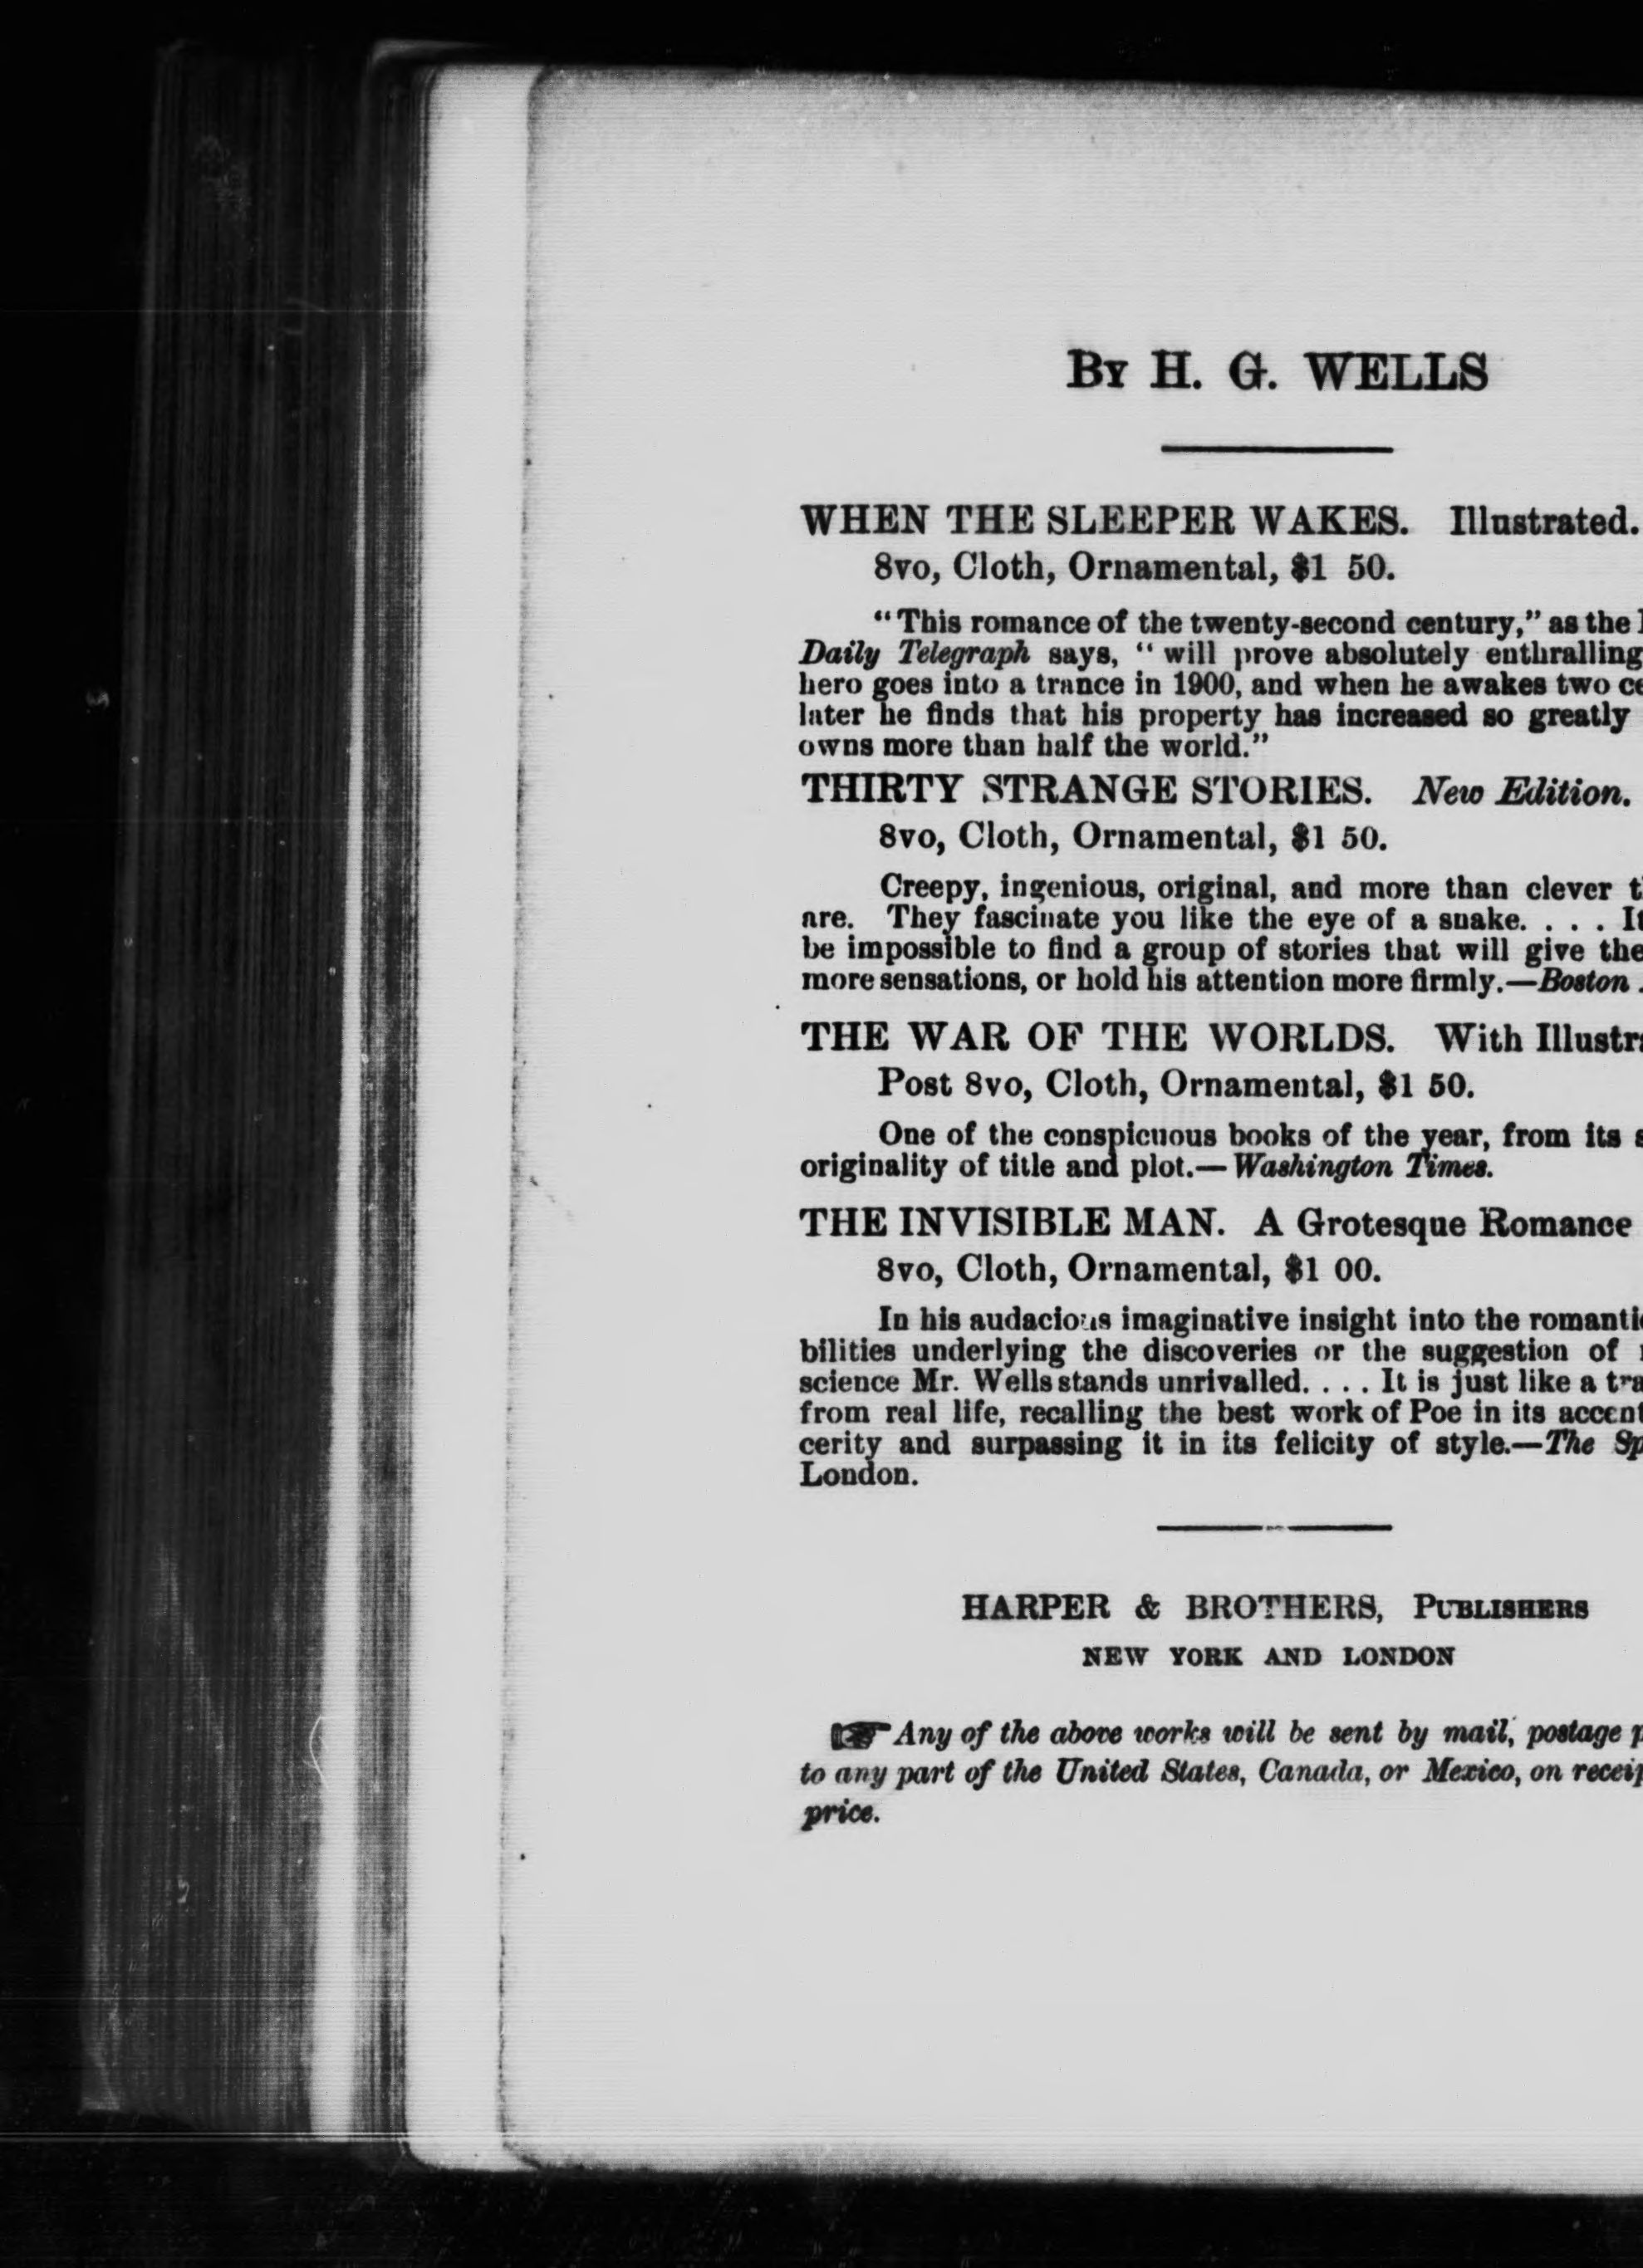 By H. G. WELLS
WHEN THE SLEEPER WAKES. Illustrated.
8vo, Cloth, Ornamental, $1 50.
“This romance of the twenty-second century,” as the
Daily Telegraph says, “will prove absolutely enthralling
hero goes into a trance in 1900, and when he awakes two
later he finds that his property has increased so greatly
owns more than half the world.”
THIRTY STRANGE STORIES. New Edition.
8vo, Cloth, Ornamental, $1 50.
Creepy, ingenious, original, and more than clever
are. They fascinate you like the eye of a snake. . . .
be impossible to find a group of stories that will give the
more sensations, or hold his attention more firmly.—Boston
THE WAR OF THE WORLDS. With
Post 8vo, Cloth, Ornamental, $1 50.
One of the conspicuous books of the year, from its
originality of title and plot.—Washington Times.
THE INVISIBLE MAN. A Grotesque Romance
8vo, Cloth, Ornamental, $1 00.
In his audacious imaginative insight into the
bilities underlying the discoveries or the suggestion of
science Mr. Wells stands unrivalled. . . . It is just like a
from real life, recalling the best work of Poe in its
cerity and surpassing it in its felicity of style.—The
London.
HARPER & BROTHERS, PUBLISHERS
NEW YORK AND LONDON
☞ Any of the above works will be sent by mail, postage
to any part of the United States, Canada, or Mexico, on
price.